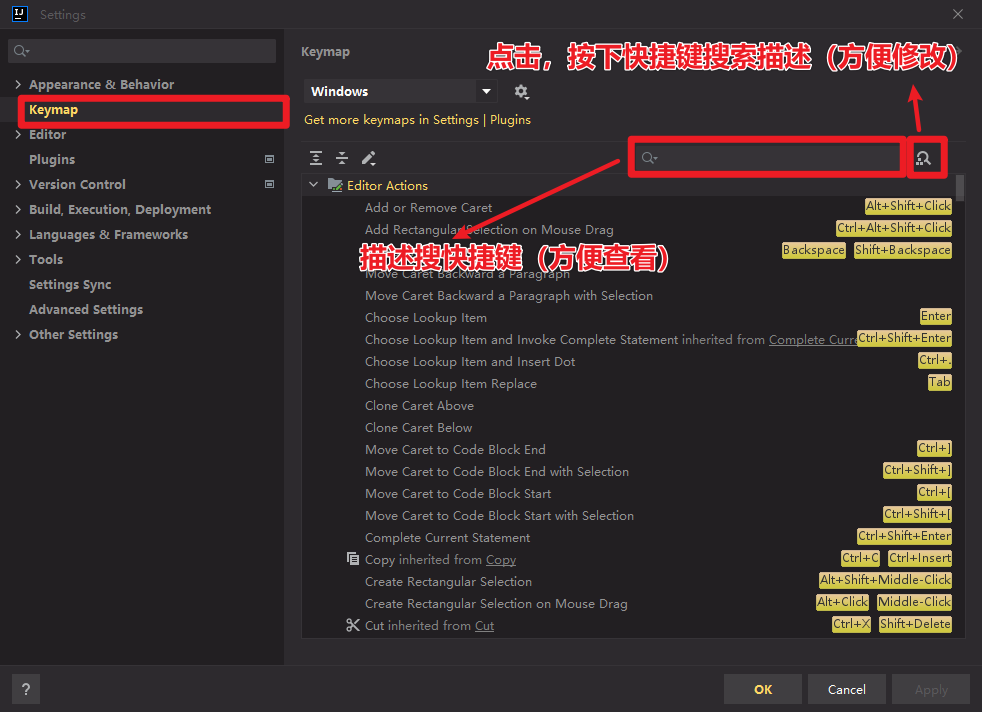 IJ
Settings
Keymap
点击，按下快捷键搜索描述（方便修改）
Appearance & Behavior
Keymap
Editor
Plugins
Version Control
Build, Execution, Deployment
Languages & Frameworks
Tools
Settings Sync
Advanced Settings
Other Settings
Windows
Get more keymaps in Settings | Plugins
Editor Actions
Add or Remove Caret Alt+Shift+Click
Add Rectangular Selection on Mouse Drag Ctrl+Alt+Shift+Click
Backspace Shift+Backspace
描述搜快捷键（方便查看）
Move Caret Backward a Paragraph
Move Caret Backward a Paragraph with Selection
Choose Lookup Item Enter
Choose Lookup Item and Invoke Complete Statement inherited from Complete Curre Ctrl+Shift+Enter
Choose Lookup Item and Insert Dot Ctrl+.
Choose Lookup Item Replace Tab
Clone Caret Above
Clone Caret Below
Move Caret to Code Block End Ctrl+]
Move Caret to Code Block End with Selection Ctrl+Shift+]
Move Caret to Code Block Start Ctrl+[
Move Caret to Code Block Start with Selection Ctrl+Shift+[
Complete Current Statement Ctrl+Shift+Enter
Copy inherited from Copy Ctrl+C Ctrl+Insert
Create Rectangular Selection Alt+Shift+Middle-Click
Create Rectangular Selection on Mouse Drag Alt+Click Middle-Click
Cut inherited from Cut Ctrl+X Shift+Delete
?
OK
Cancel
Apply